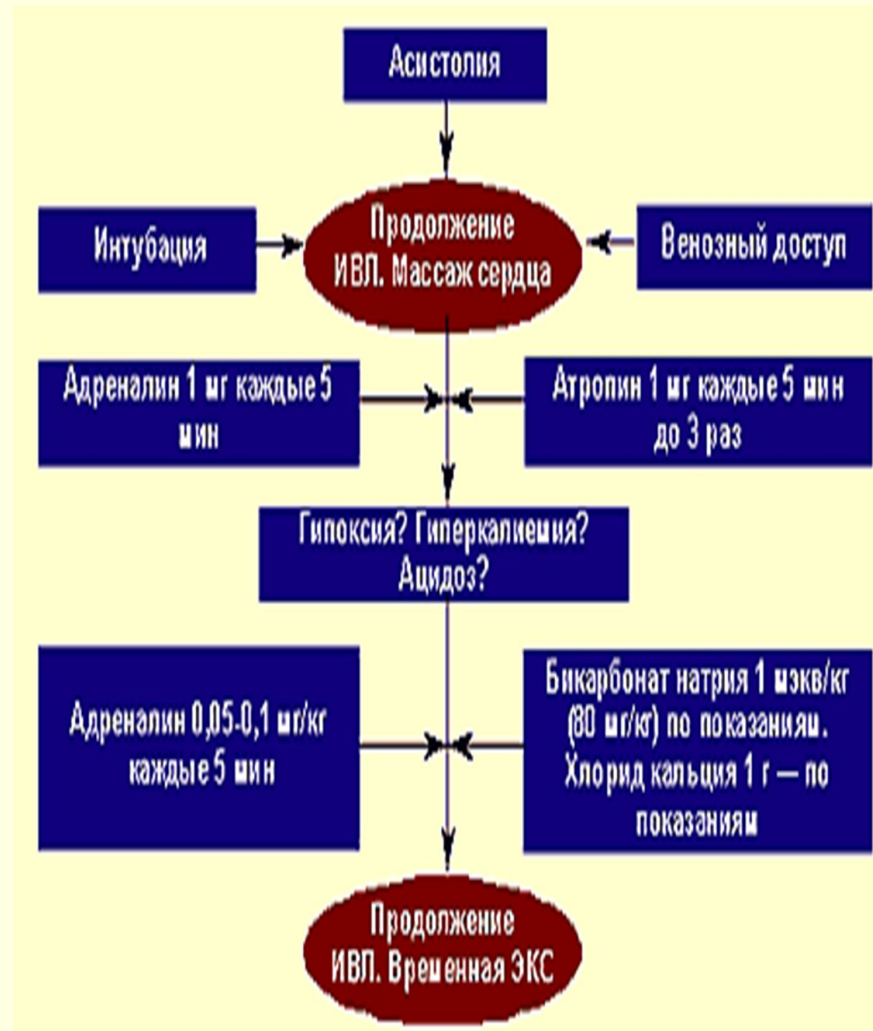 Асистолия
Интубация
Продолжение
ИВЛ. Массаж сердца
Венозный доступ
Адреналин 1 мг каждые 5
мин
Атропин 1 мг каждые 5 мин
до 3 раз
Гипоксия? Гиперкалиемия?
Ацидоз?
Адреналин 0,05-0,1 мг/кг
каждые 5 мин
Бикарбонат натрия 1 мэкв/кг
(80 мг/кг) по показаниям.
Хлорид кальция 1 г — по
показаниям
Продолжение
ИВЛ. Временная ЭКС